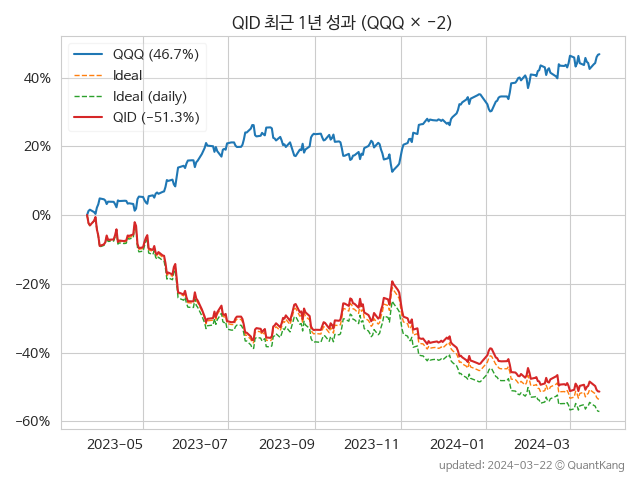 QID 최근 1년 성과 (QQQ × −2)
QQQ (46.7%)
Ideal
Ideal (daily)
QID (−51.3%)
40%
20%
0%
−20%
−40%
−60%
2023-05 2023-07 2023-09 2023-11 2024-01 2024-03
updated: 2024-03-22 © QuantKang